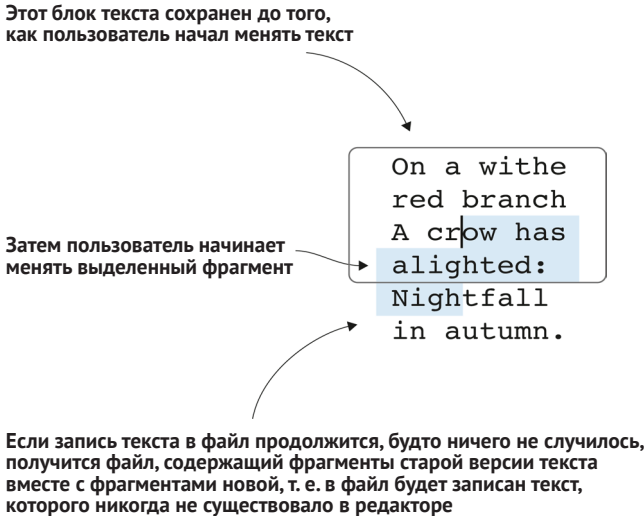 Этот блок текста сохранен до того,
как пользователь начал менять текст
On a withe
red branch
A crow has
alighted:
Nightfall
in autumn.
Затем пользователь начинает
менять выделенный фрагмент
Если запись текста в файл продолжится, будто ничего не случилось,
получится файл, содержащий фрагменты старой версии текста
вместе с фрагментами новой, т. е. в файл будет записан текст,
которого никогда не существовало в редакторе